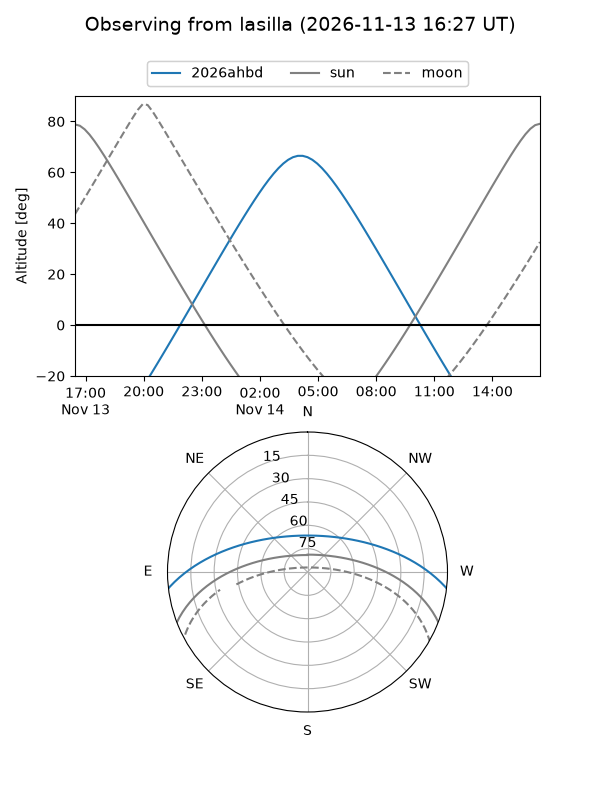 Observing from lasilla (2026-11-13 16:27 UT)
2026ahbd sun moon
Altitude [deg]
80
60
40
20
0
−20
17:00 20:00 23:00 02:00 05:00 08:00 11:00 14:00
Nov 13 Nov 14
N
NE NW
15
30
45
60
75
E W
SE SW
S